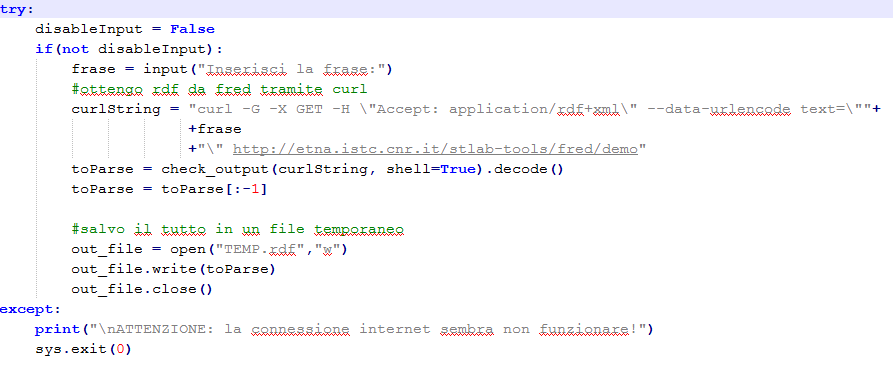 try:
    disableInput = False
    if(not disableInput):
        frase = input("Inserisci la frase:")
        #ottengo rdf da fred tramite curl
        curlString = "curl -G -X GET -H \"Accept: application/rdf+xml\" --data-urlencode text=\""+
                     +frase
                     +"\" http://etna.istc.cnr.it/stlab-tools/fred/demo"
        toParse = check_output(curlString, shell=True).decode()
        toParse = toParse[:-1]

        #salvo il tutto in un file temporaneo
        out_file = open("TEMP.rdf","w")
        out_file.write(toParse)
        out_file.close()
except:
    print("\nATTENZIONE: la connessione internet sembra non funzionare!")
    sys.exit(0)